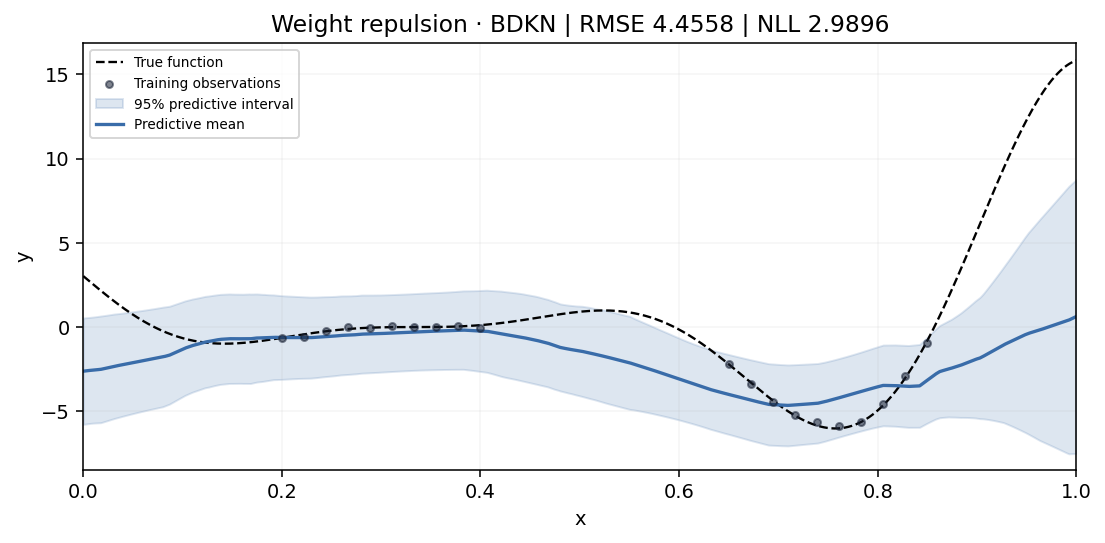 Weight repulsion · BDKN | RMSE 4.4558 | NLL 2.9896
True function
Training observations
95% predictive interval
Predictive mean
15
10
5
0
−5
y
0.0 0.2 0.4 0.6 0.8 1.0
x